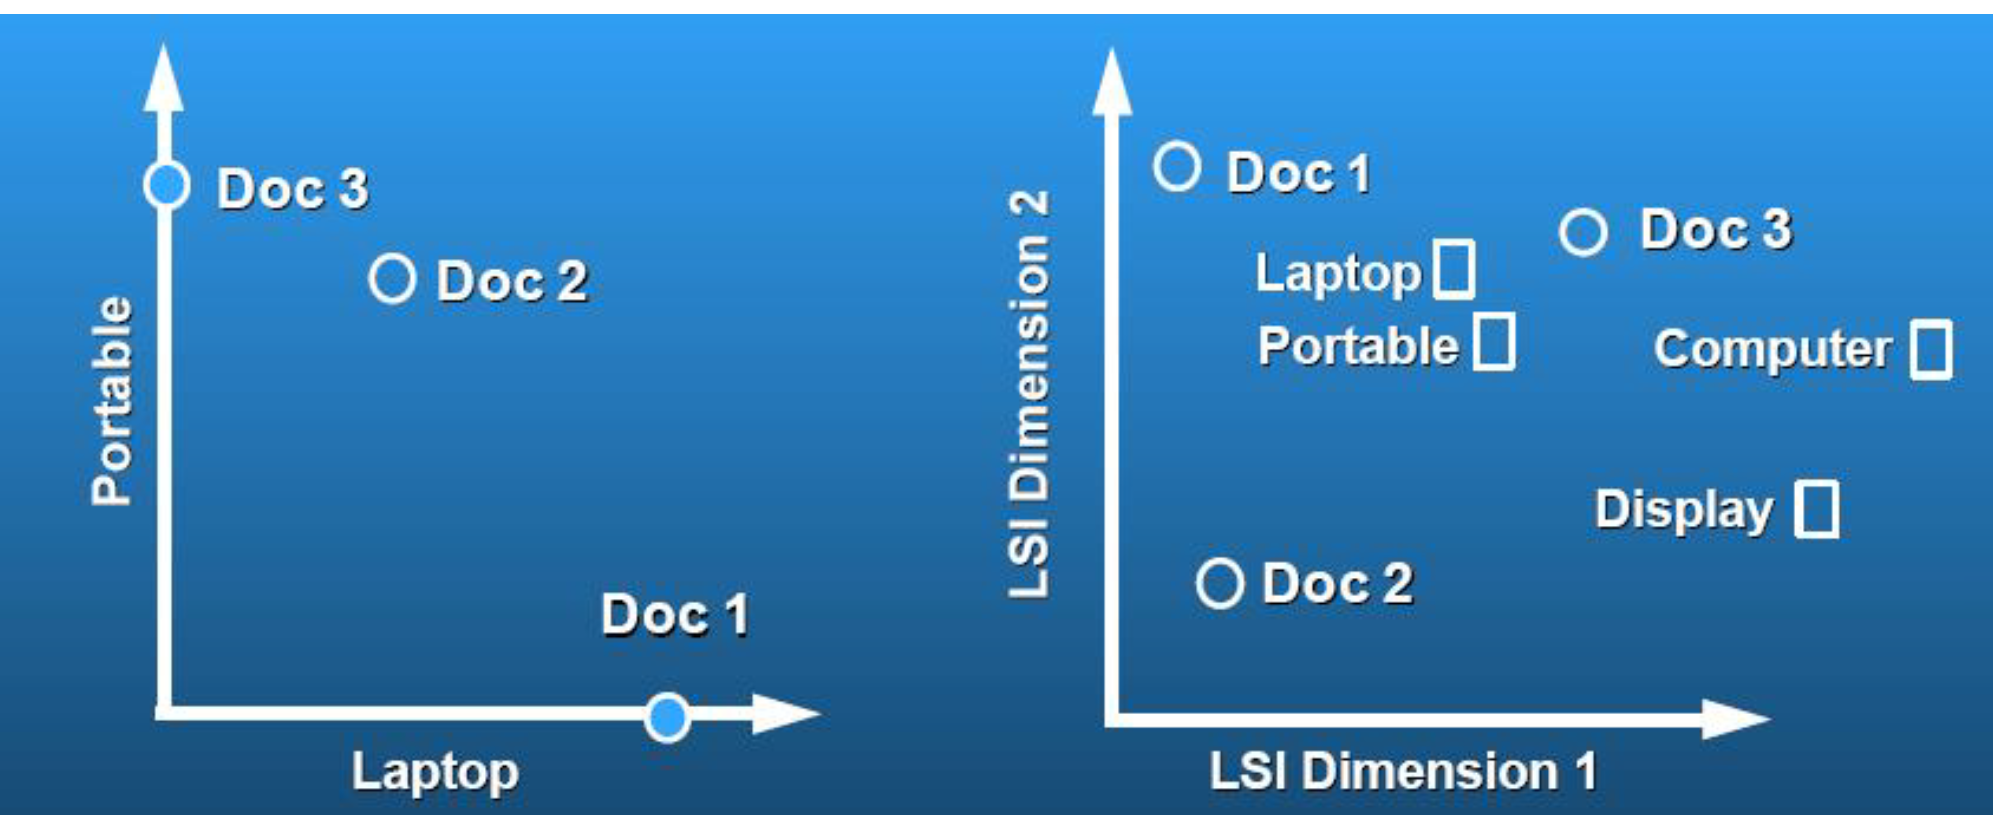 Portable
Doc 3
Doc 2
Doc 1
Laptop
LSI Dimension 2
Doc 1
Doc 3
Laptop
Portable
Computer
Display
Doc 2
LSI Dimension 1